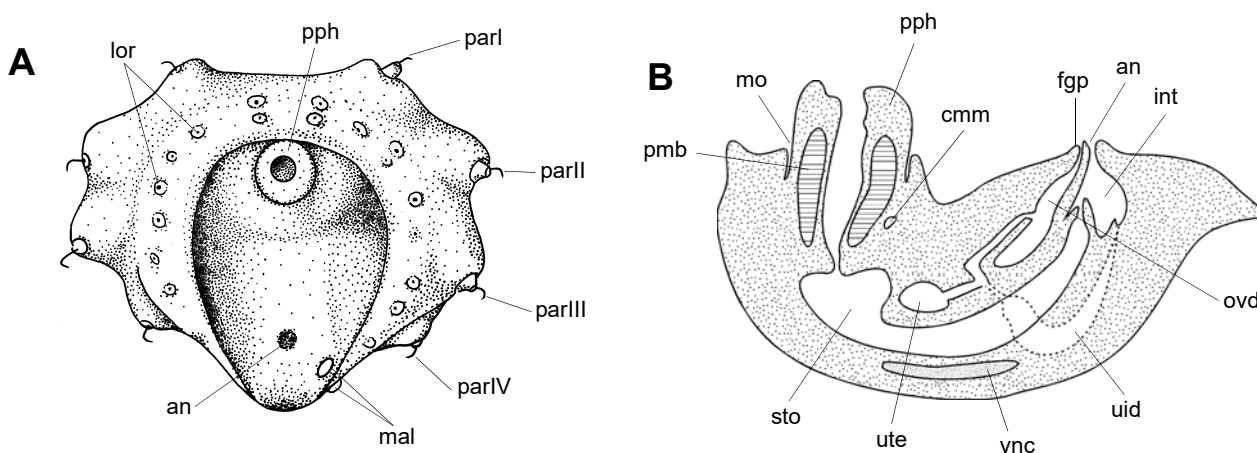 A
lor
pph
parI
parII
parIII
parIV
an
mal
B
mo
pph
cmm
fgp
an
int
pmb
ovd
sto
ute
vnc
uid